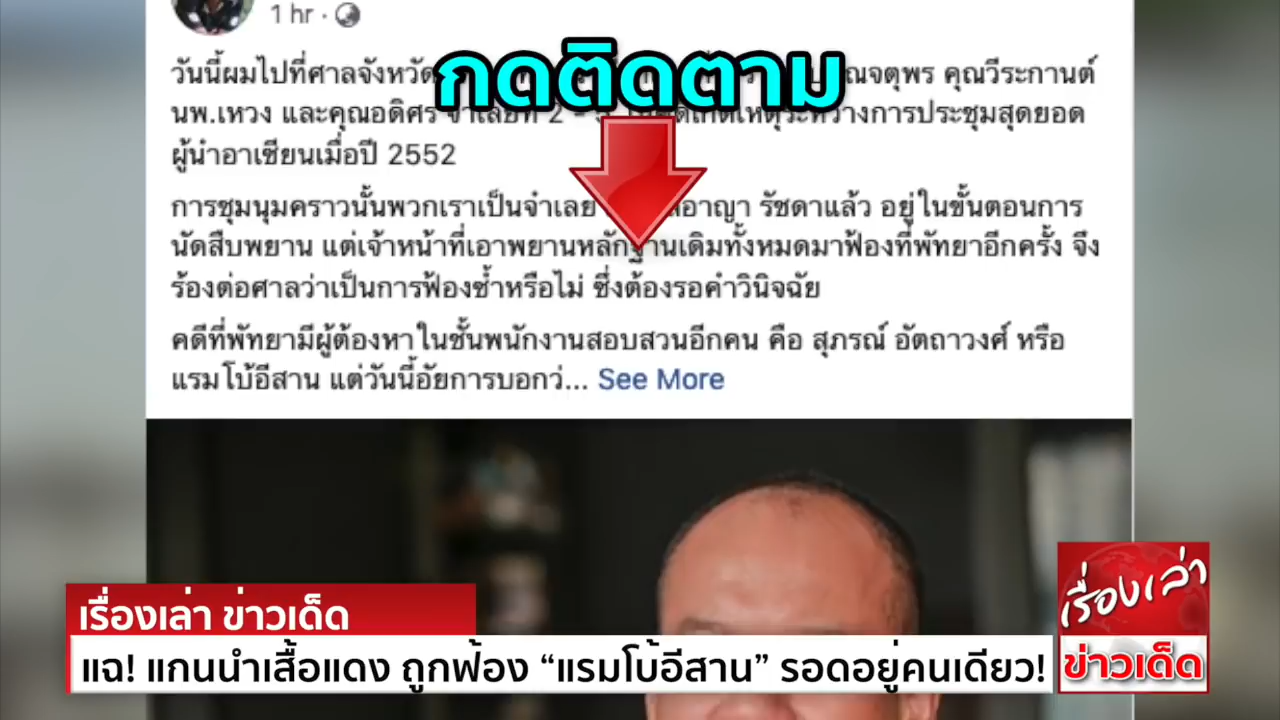 1 hr ·
วันนี้ผมไปที่ศาลจังหวัด
ณจตุพร คุณวีระกานต์
กดติดตาม
นพ.เหวง และคุณอดิศร จำเลยที่ 2 -
เกิดเหตุระหว่างการประชุมสุดยอด
ผู้นำอาเซียนเมื่อปี 2552
การชุมนุมคราวนั้นพวกเราเป็นจำเลย
อาญา รัชดาแล้ว อยู่ในขั้นตอนการ
นัดสืบพยาน แต่เจ้าหน้าที่เอาพยานหลักฐานเดิมทั้งหมดมาฟ้องที่พัทยาอีกครั้ง จึง
ร้องต่อศาลว่าเป็นการฟ้องซ้ำหรือไม่ ซึ่งต้องรอคำวินิจฉัย
คดีที่พัทยามีผู้ต้องหาในชั้นพนักงานสอบสวนอีกคน คือ สุภรณ์ อัตถาวงศ์ หรือ
แรมโบ้อีสาน แต่วันนี้อัยการบอกว่... See More
เรื่องเล่า ข่าวเด็ด
แฉ! แกนนำเสื้อแดง ถูกฟ้อง “แรมโบ้อีสาน” รอดอยู่คนเดียว!
เรื่องเล่า
ข่าวเด็ด